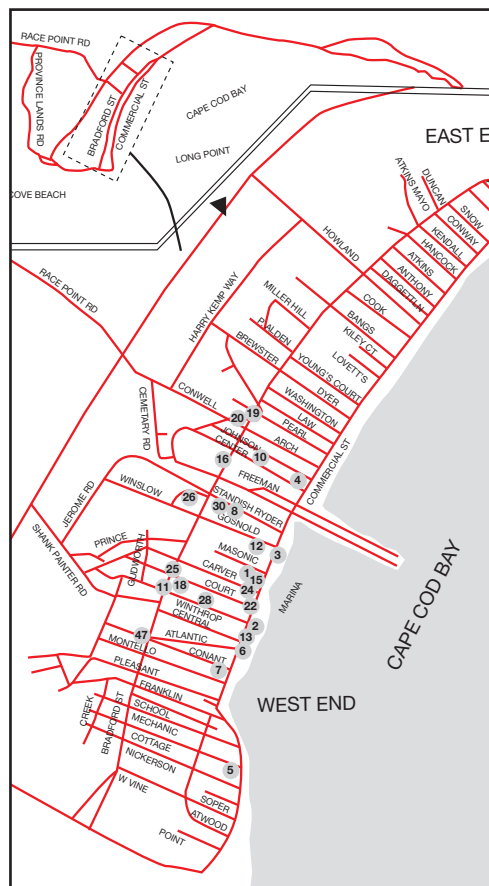 RACE POINT RD
PROVINCE LANDS RD
BRADFORD ST
COMMERCIAL ST
CAPE COD BAY
LONG POINT
COVE BEACH
EAST E
ATKINS MAYO
DUNCAN
SNOW
CONWAY
KENDALL
HANCOCK
ATKINS
ANTHONY
DAGGETTLN
HOWLAND
RACE POINT RD
HARRY KEMP WAY
MILLER HILL
COOK
BANGS
P.ALDEN
KILEY CT
BREWSTER
LOVETT'S
YOUNG'S COURT
DYER
WASHINGTON
LAW
PEARL
ARCH
CONWELL
CEMETARY RD
20
19
JOHNSON
CENTER
16
10
4
FREEMAN
COMMERCIAL ST
JEROME RD
WINSLOW
26
STANDISH RYDER
30
8
GOSNOLD
SHANK PAINTER RD
PRINCE
12
3
MASONIC
GUDWORTH
CARVER
25
1
15
COURT
11
18
24
28
22
MARINA
CAPE COD BAY
WINTHROP
CENTRAL
2
13
47
ATLANTIC
6
MONTELLO
CONANT
7
PLEASANT
WEST END
FRANKLIN
SCHOOL
CREEK
BRADFORD ST
MECHANIC
COTTAGE
NICKERSON
5
W VINE
SOPER
ATWOOD
POINT